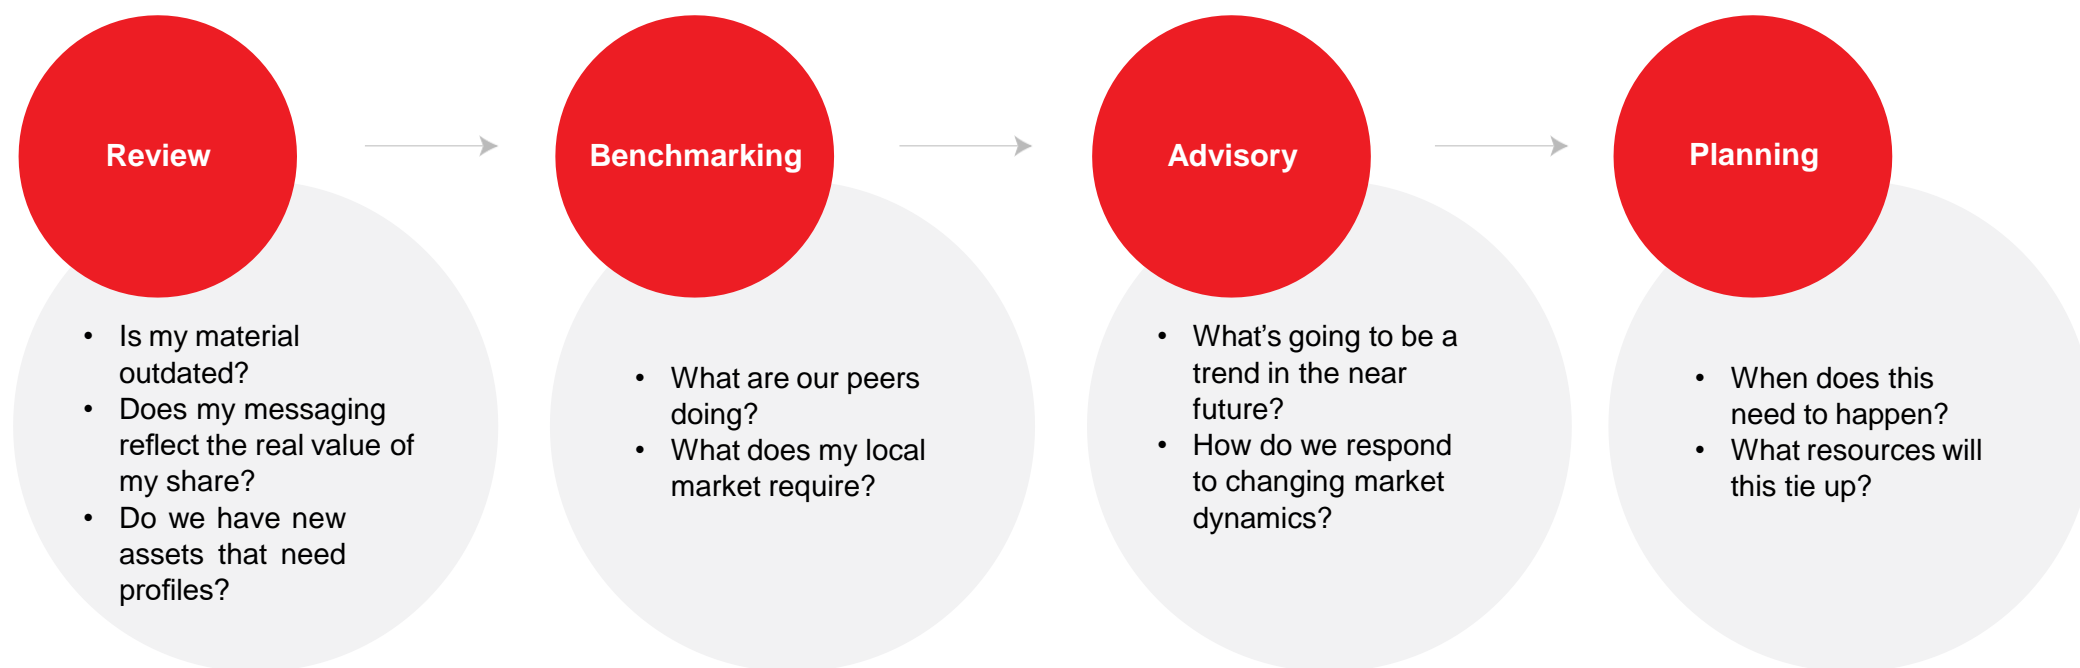 Review
• Is my material
outdated?
• Does my messaging
reflect the real value of
my share?
• Do we have new
assets that need
profiles?
Benchmarking
• What are our peers
doing?
• What does my local
market require?
Advisory
• What’s going to be a
trend in the near
future?
• How do we respond
to changing market
dynamics?
Planning
• When does this
need to happen?
• What resources will
this tie up?